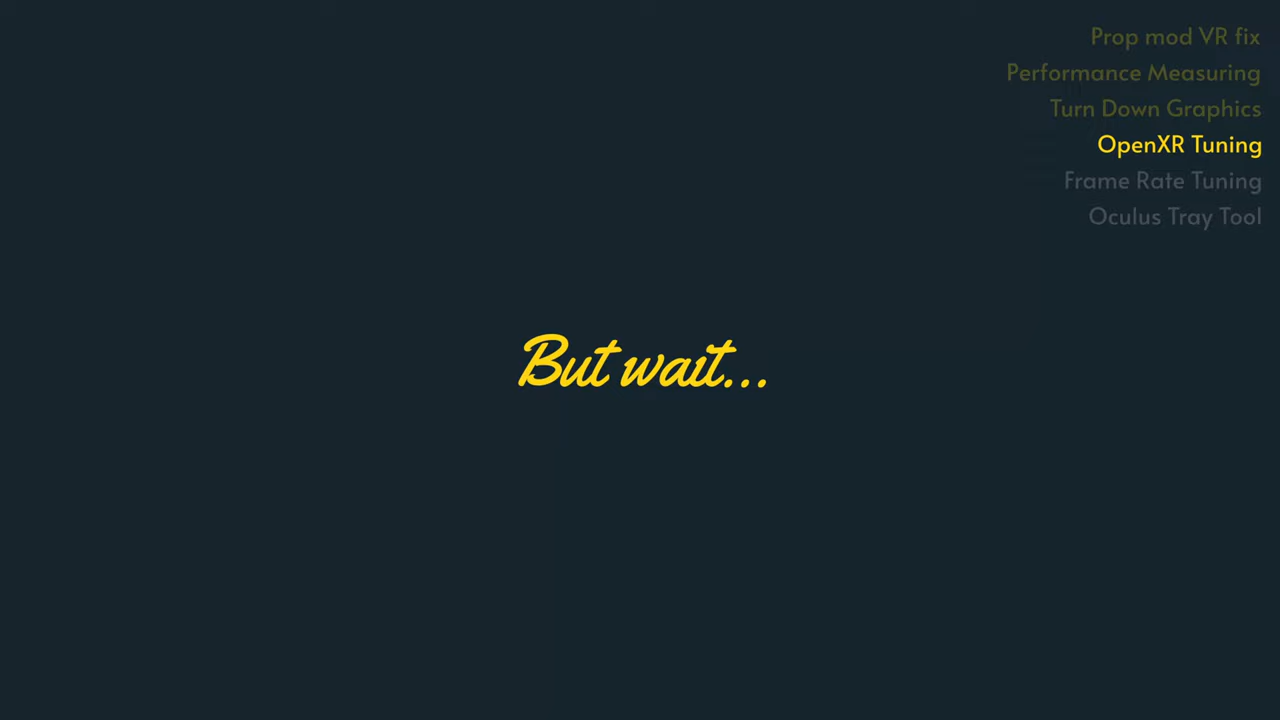 Prop mod VR fix
Performance Measuring
Turn Down Graphics
OpenXR Tuning
Frame Rate Tuning
Oculus Tray Tool
But wait...